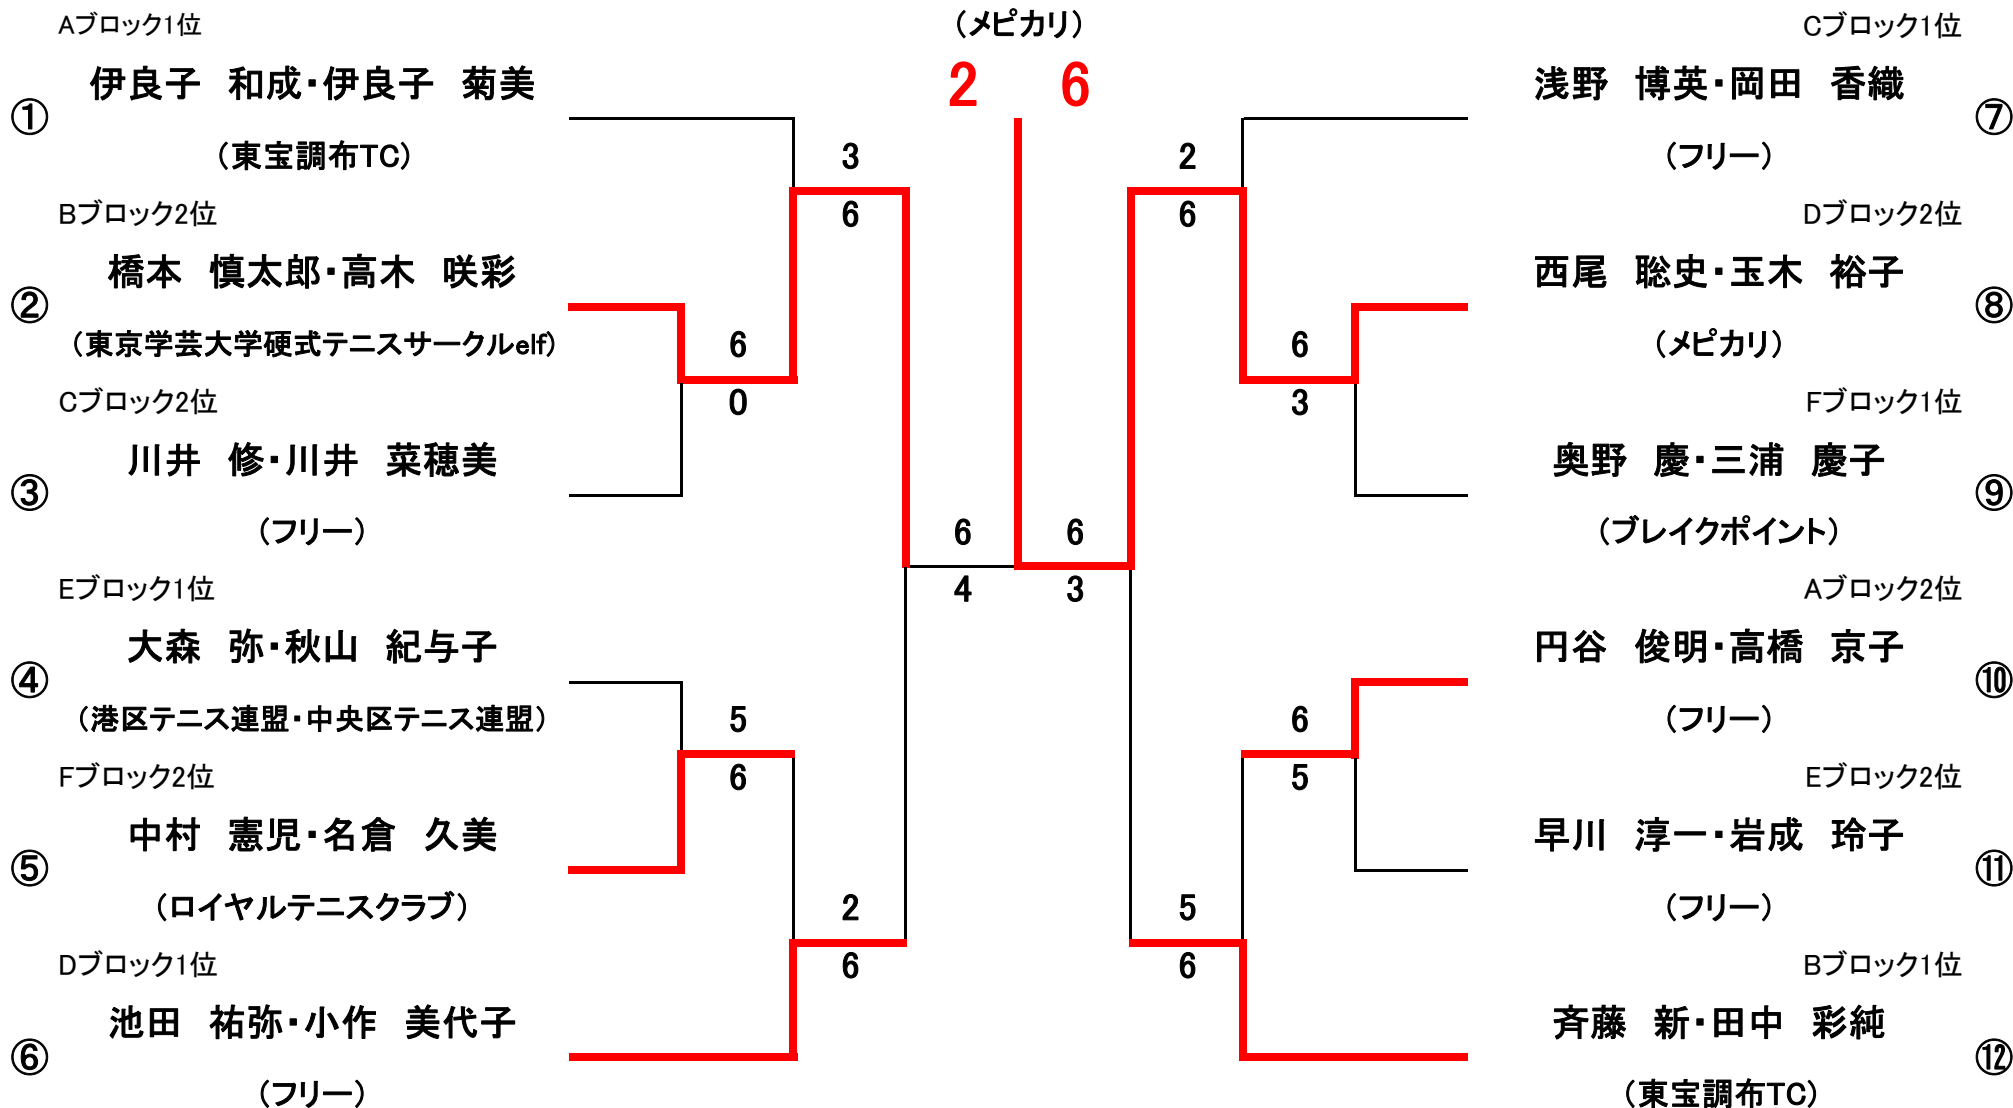 (メピカリ)
2 6
Aブロック1位
① 伊良子 和成・伊良子 菊美
(東宝調布TC)
3
6
Bブロック2位
② 橋本 慎太郎・高木 咲彩
(東京学芸大学硬式テニスサークルelf)
6
0
Cブロック2位
③ 川井 修・川井 菜穂美
(フリー)
6
4
Eブロック1位
④ 大森 弥・秋山 紀与子
(港区テニス連盟・中央区テニス連盟)
5
6
Fブロック2位
⑤ 中村 憲児・名倉 久美
(ロイヤルテニスクラブ)
2
6
Dブロック1位
⑥ 池田 祐弥・小作 美代子
(フリー)
Cブロック1位
浅野 博英・岡田 香織 ⑦
(フリー)
2
6
Dブロック2位
西尾 聡史・玉木 裕子 ⑧
(メピカリ)
6
3
Fブロック1位
奥野 慶・三浦 慶子 ⑨
(ブレイクポイント)
6
3
Aブロック2位
円谷 俊明・高橋 京子 ⑩
(フリー)
6
5
Eブロック2位
早川 淳一・岩成 玲子 ⑪
(フリー)
5
6
Bブロック1位
斉藤 新・田中 彩純 ⑫
(東宝調布TC)